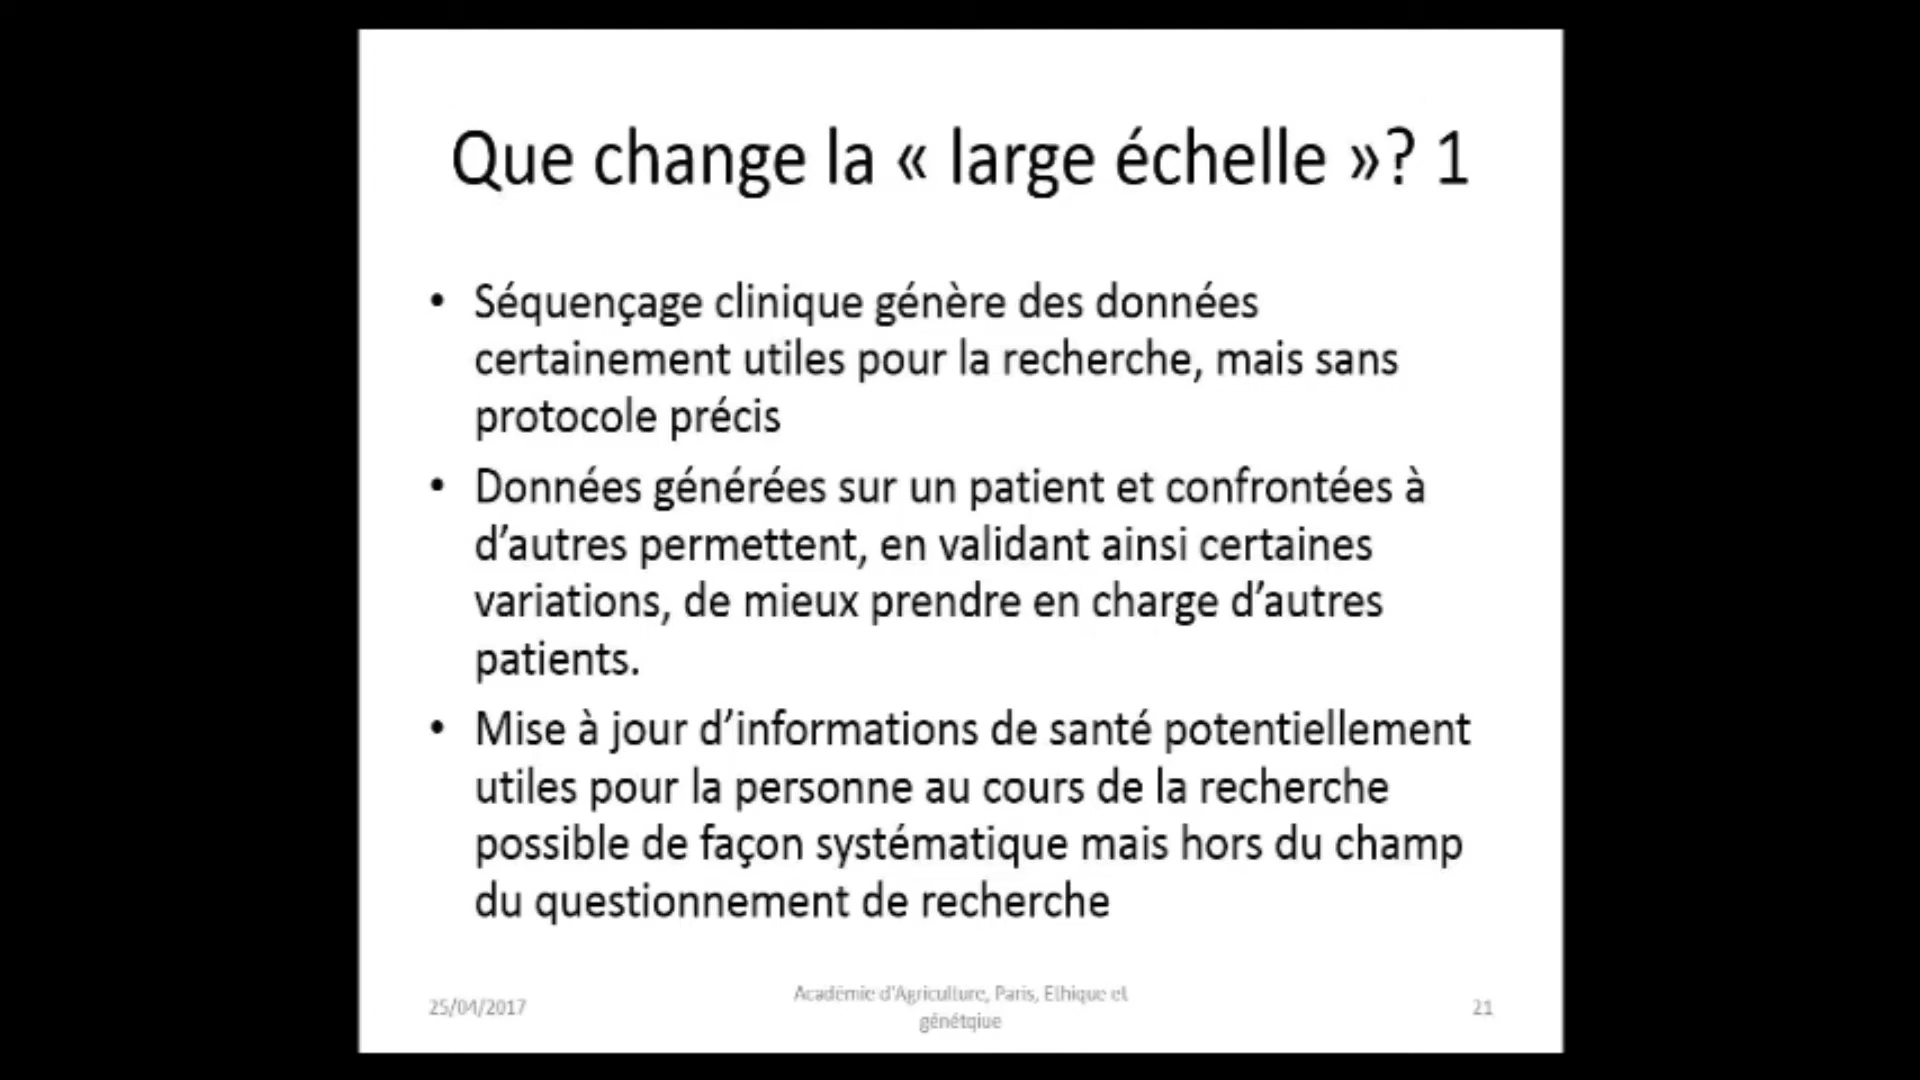 Que change la « large échelle »? 1
• Séquençage clinique génère des données
certainement utiles pour la recherche, mais sans
protocole précis
• Données générées sur un patient et confrontées à
d’autres permettent, en validant ainsi certaines
variations, de mieux prendre en charge d’autres
patients.
• Mise à jour d’informations de santé potentiellement
utiles pour la personne au cours de la recherche
possible de façon systématique mais hors du champ
du questionnement de recherche
25/04/2017
Académie d'Agriculture, Paris, Ethique et
génétqiue
21